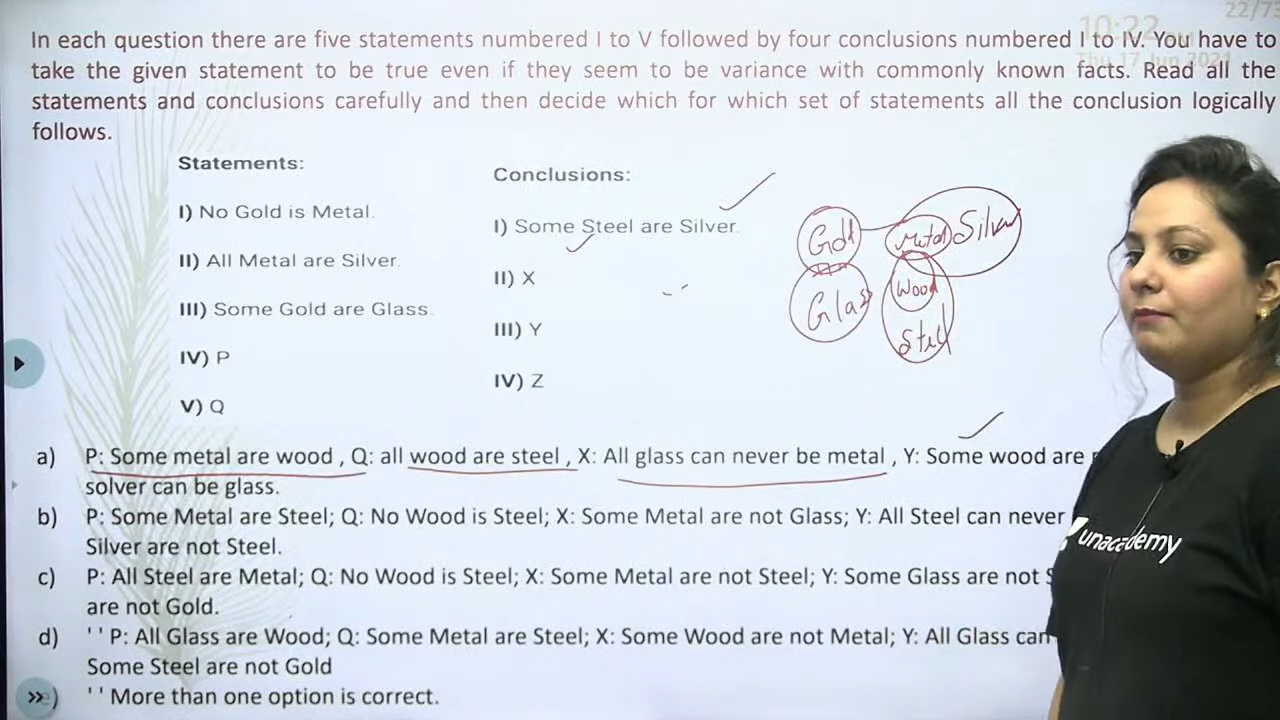 22/73
10:22
Thu 17 Jun 2021
In each question there are five statements numbered I to V followed by four conclusions numbered I to IV. You have to
take the given statement to be true even if they seem to be variance with commonly known facts. Read all the
statements and conclusions carefully and then decide which for which set of statements all the conclusion logically
follows.
Statements:
I) No Gold is Metal.
II) All Metal are Silver.
III) Some Gold are Glass.
IV) P
V) Q
Conclusions:
I) Some Steel are Silver.
II) X
III) Y
IV) Z
Gold Metal Silver
Glass Wood
Steel
a) P: Some metal are wood , Q: all wood are steel , X: All glass can never be metal , Y: Some wood are
solver can be glass.
b) P: Some Metal are Steel; Q: No Wood is Steel; X: Some Metal are not Glass; Y: All Steel can never
Silver are not Steel.
c) P: All Steel are Metal; Q: No Wood is Steel; X: Some Metal are not Steel; Y: Some Glass are not
are not Gold.
d) ' ' P: All Glass are Wood; Q: Some Metal are Steel; X: Some Wood are not Metal; Y: All Glass can
Some Steel are not Gold
e) ' ' More than one option is correct.
unacademy